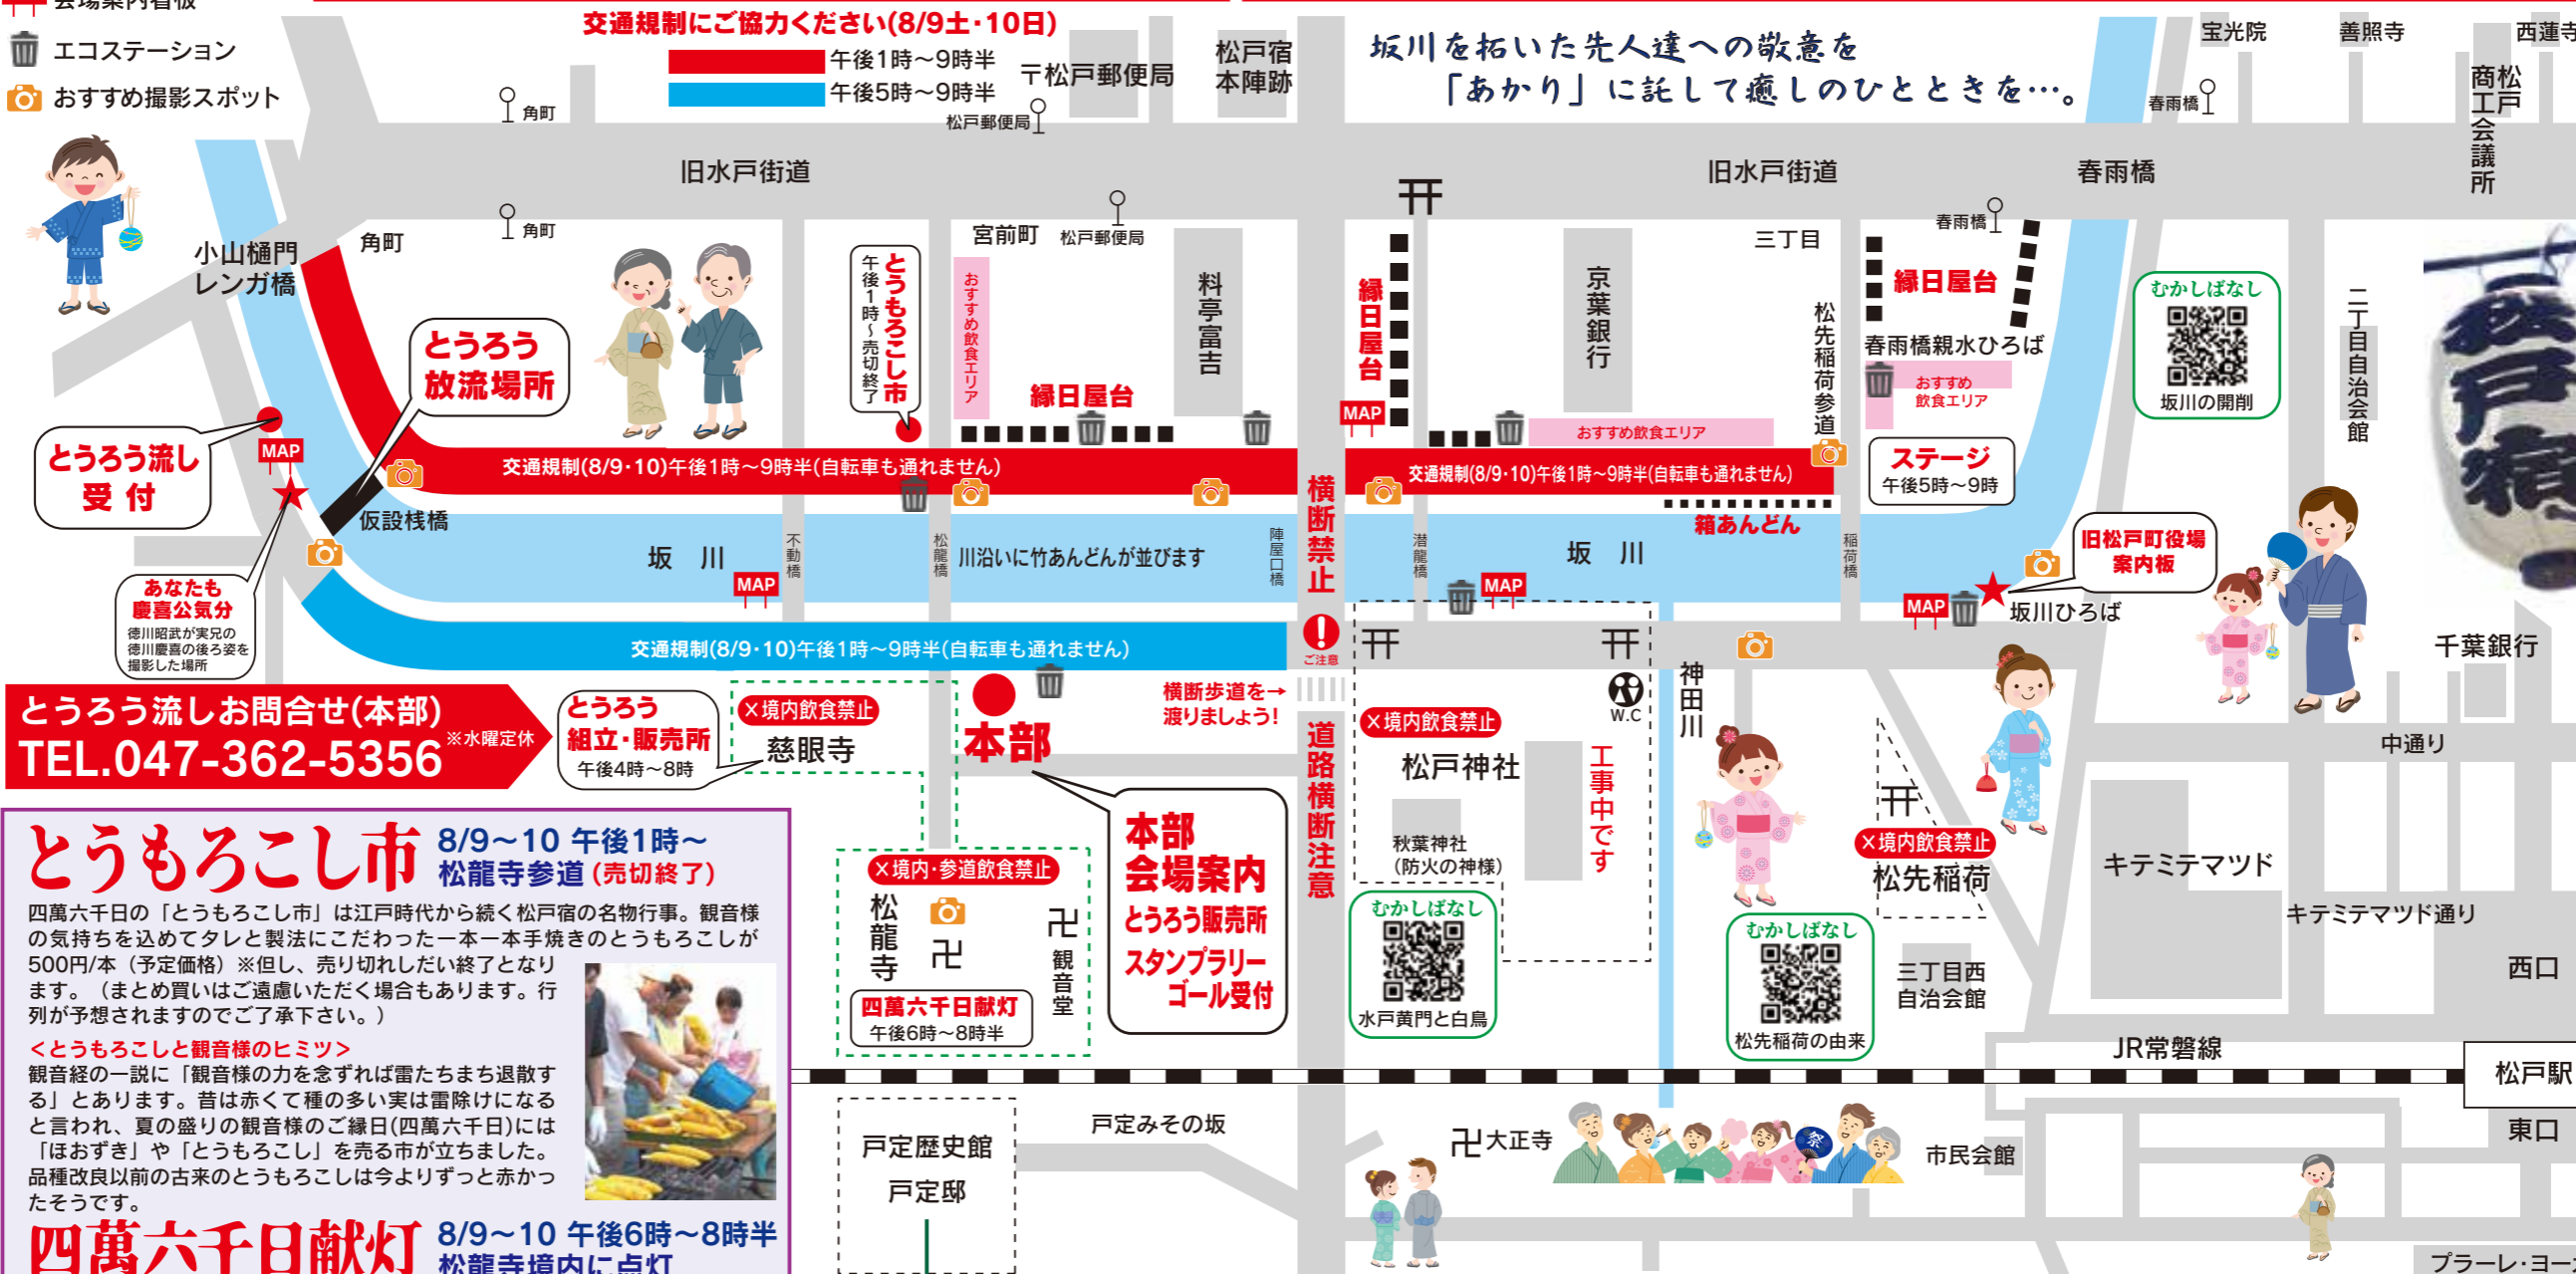 会場案内看板
エコステーション
おすすめ撮影スポット
交通規制にご協力ください(8/9土・10日)
午後1時～9時半
午後5時～9時半
〒松戸郵便局
松戸宿
本陣跡
坂川を拓いた先人達への敬意を
「あかり」に託して癒しのひとときを…。
宝光院
善照寺
西蓮寺
松戸
商工会議所
角町
松戸郵便局
春雨橋
旧水戸街道
旧水戸街道
春雨橋
角町
角町
小山樋門
レンガ橋
宮前町
松戸郵便局
三丁目
春雨橋
とうろう
放流場所
とうもろこし市
午後1時～売切終了
おすすめ飲食エリア
料亭富吉
縁日屋台
縁日屋台
京葉銀行
おすすめ飲食エリア
松先稲荷参道
縁日屋台
春雨橋親水ひろば
おすすめ
飲食エリア
むかしばなし
坂川の開削
二丁目自治会館
松戸宿
とうろう流し
受付
MAP
MAP
交通規制(8/9・10)午後1時～9時半(自転車も通れません)
交通規制(8/9・10)午後1時～9時半(自転車も通れません)
ステージ
午後5時～9時
仮設桟橋
箱あんどん
坂川
不動橋
松龍橋
川沿いに竹あんどんが並びます
陣屋口橋
横断禁止
潜龍橋
坂川
稲荷橋
旧松戸町役場
案内板
MAP
MAP
MAP
坂川ひろば
あなたも
慶喜公気分
徳川昭武が実兄の
徳川慶喜の後ろ姿を
撮影した場所
交通規制(8/9・10)午後1時～9時半(自転車も通れません)
ご注意
千葉銀行
とうろう流しお問合せ(本部)
TEL.047-362-5356
※水曜定休
とうろう
組立・販売所
午後4時～8時
×境内飲食禁止
慈眼寺
本部
横断歩道を→
渡りましょう!
道路横断注意
×境内飲食禁止
松戸神社
W.C
工事中です
神田川
秋葉神社
(防火の神様)
中通り
×境内飲食禁止
松先稲荷
キテミテマツド
キテミテマツド通り
西口
本部
会場案内
とうろう販売所
スタンプラリー
ゴール受付
×境内・参道飲食禁止
松龍寺
卍
卍
観音堂
四萬六千日献灯
午後6時～8時半
むかしばなし
水戸黄門と白鳥
むかしばなし
松先稲荷の由来
三丁目西
自治会館
JR常磐線
松戸駅
東口
とうもろこし市
8/9～10 午後1時～
松龍寺参道(売切終了)
四萬六千日の「とうもろこし市」は江戸時代から続く松戸宿の名物行事。観音様
の気持ちを込めてタレと製法にこだわった一本一本手焼きのとうもろこしが
500円/本(予定価格)※但し、売り切れしだい終了となり
ます。(まとめ買いはご遠慮いただく場合もあります。行
列が予想されますのでご了承下さい。)
＜とうもろこしと観音様のヒミツ＞
観音経の一説に「観音様の力を念ずれば雷たちまち退散す
る」とあります。昔は赤くて種の多い実は雷除けになる
と言われ、夏の盛りの観音様のご縁日(四萬六千日)には
「ほおずき」や「とうもろこし」を売る市が立ちました。
品種改良以前の古来のとうもろこしは今よりずっと赤かっ
たそうです。
四萬六千日献灯
8/9～10 午後6時～8時半
松龍寺境内に点灯
戸定歴史館
戸定邸
戸定みその坂
卍大正寺
祭
市民会館
プラーレ・ヨー